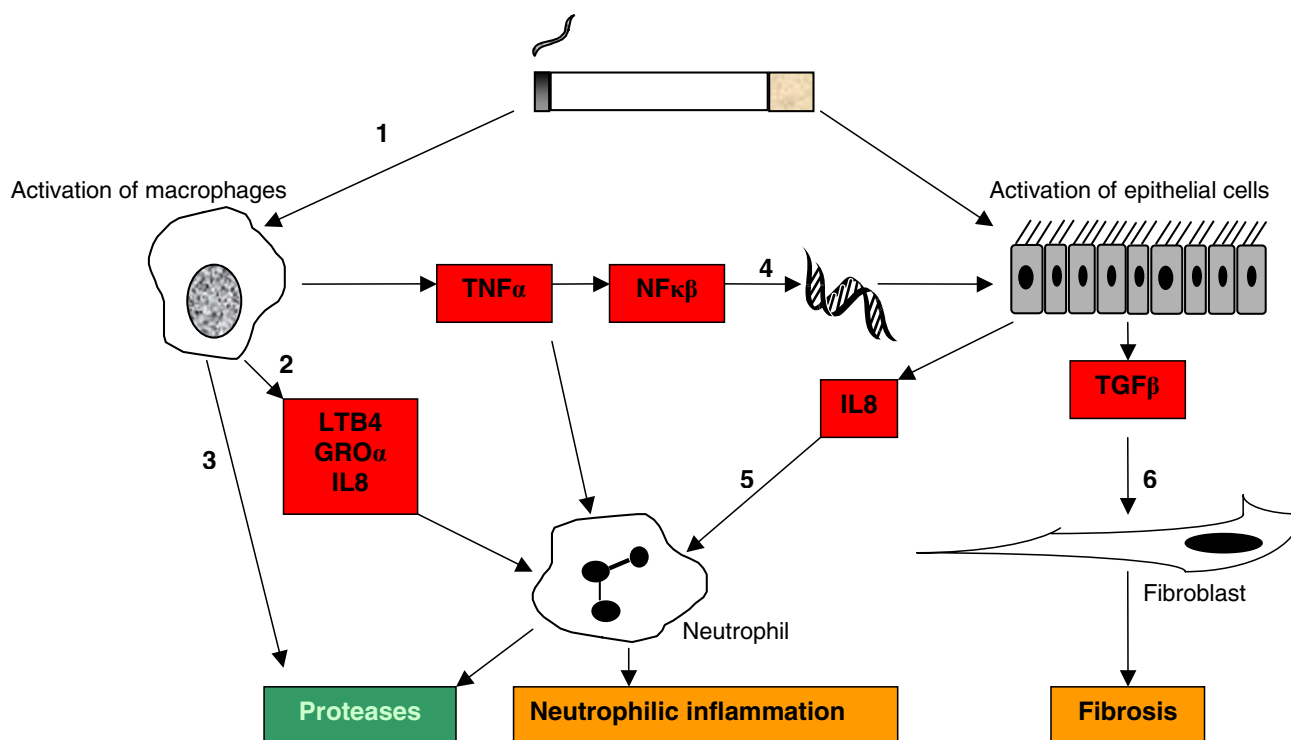 1
Activation of macrophages
Activation of epithelial cells
TNFα
NFκβ
4
2
TGFβ
IL8
LTB4
GROα
IL8
3
5
6
Fibroblast
Neutrophil
Proteases
Neutrophilic inflammation
Fibrosis